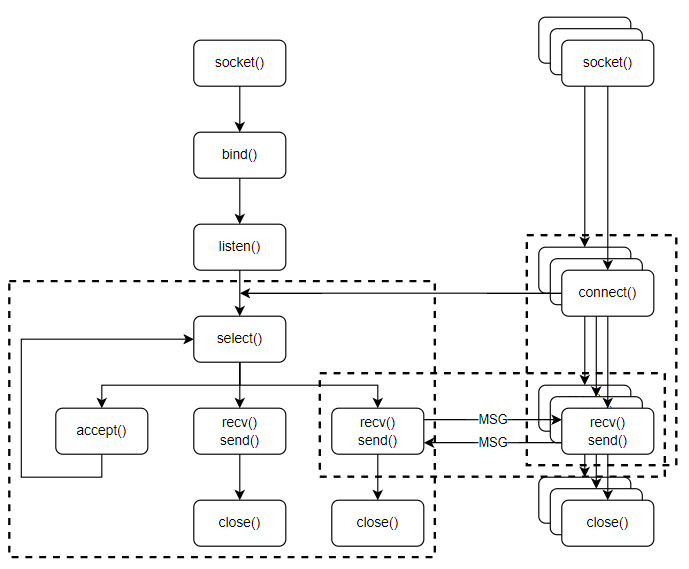 socket()
socket()
bind()
listen()
connect()
select()
accept()
recv()
send()
recv()
send()
MSG
MSG
recv()
send()
close()
close()
close()